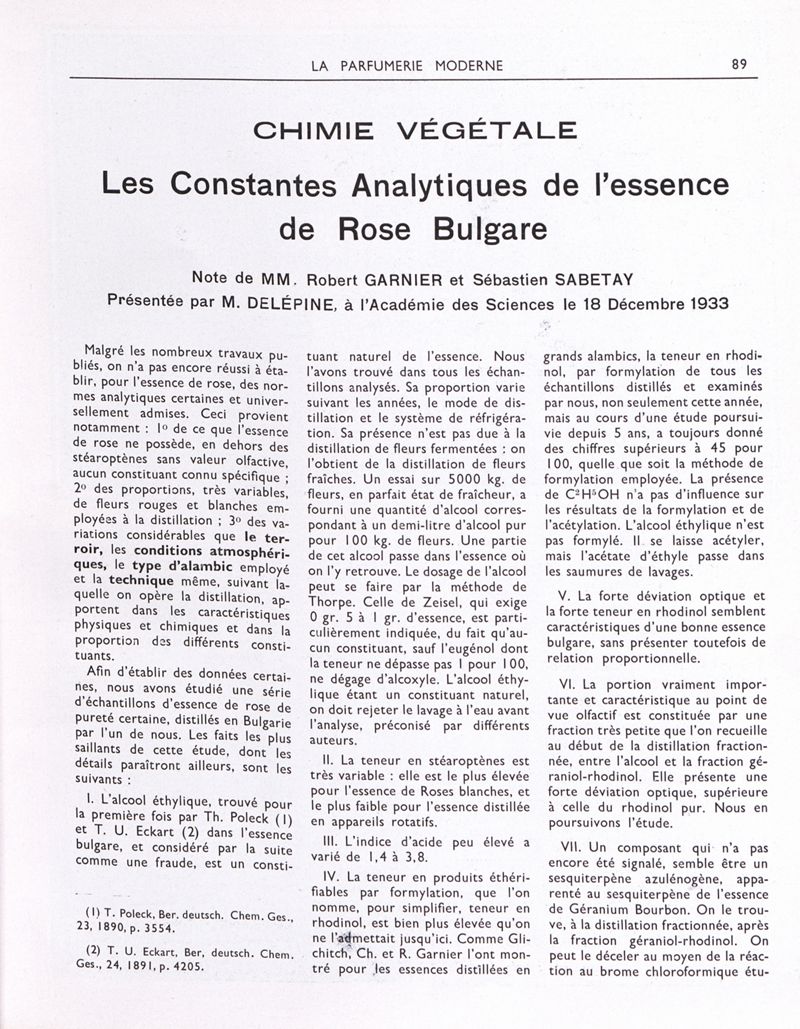 LA PARFUMERIE MODERNE
89
CHIMIE VÉGÉTALE
Les Constantes Analytiques de l'essence
de Rose Bulgare
Note de MM. Robert GARNIER et Sébastien SABETAY
Présentée par M. DELÉPINE, à l'Académie des Sciences le 18 Décembre 1933
Malgré les nombreux travaux pu-
bliés, on n'a pas encore réussi à éta-
blir, pour l'essence de rose, des nor-
mes analytiques certaines et univer-
sellement admises. Ceci provient
notamment : 1º de ce que l'essence
de rose ne possède, en dehors des
stéaroptènes sans valeur olfactive,
aucun constituant connu spécifique ;
2º des proportions, très variables,
de fleurs rouges et blanches em-
ployées à la distillation ; 3º des va-
riations considérables que le ter-
roir, les conditions atmosphéri-
ques, le type d'alambic employé
et la technique même, suivant la-
quelle on opère la distillation, ap-
portent dans les caractéristiques
physiques et chimiques et dans la
proportion des différents consti-
tuants.
Afin d'établir des données certai-
nes, nous avons étudié une série
d'échantillons d'essence de rose de
pureté certaine, distillés en Bulgarie
par l'un de nous. Les faits les plus
saillants de cette étude, dont les
détails paraîtront ailleurs, sont les
suivants :
I. L'alcool éthylique, trouvé pour
la première fois par Th. Poleck (1)
et T. U. Eckart (2) dans l'essence
bulgare, et considéré par la suite
comme une fraude, est un consti-
(1) T. Poleck, Ber. deutsch. Chem. Ges.,
23, 1890, p. 3554.
(2) T. U. Eckart, Ber, deutsch. Chem.
Ges., 24, 1891, p. 4205.
tuant naturel de l'essence. Nous
l'avons trouvé dans tous les échan-
tillons analysés. Sa proportion varie
suivant les années, le mode de dis-
tillation et le système de réfrigéra-
tion. Sa présence n'est pas due à la
distillation de fleurs fermentées ; on
l'obtient de la distillation de fleurs
fraîches. Un essai sur 5000 kg. de
fleurs, en parfait état de fraîcheur, a
fourni une quantité d'alcool corres-
pondant à un demi-litre d'alcool pur
pour 100 kg. de fleurs. Une partie
de cet alcool passe dans l'essence où
on l'y retrouve. Le dosage de l'alcool
peut se faire par la méthode de
Thorpe. Celle de Zeisel, qui exige
0 gr. 5 à 1 gr. d'essence, est parti-
culièrement indiquée, du fait qu'au-
cun constituant, sauf l'eugénol dont
la teneur ne dépasse pas 1 pour 100,
ne dégage d'alcoxyle. L'alcool éthy-
lique étant un constituant naturel,
on doit rejeter le lavage à l'eau avant
l'analyse, préconisé par différents
auteurs.
II. La teneur en stéaroptènes est
très variable : elle est le plus élevée
pour l'essence de Roses blanches, et
le plus faible pour l'essence distillée
en appareils rotatifs.
III. L'indice d'acide peu élevé a
varié de 1,4 à 3,8.
IV. La teneur en produits éthéri-
fiables par formylation, que l'on
nomme, pour simplifier, teneur en
rhodinol, est bien plus élevée qu'on
ne l'admettait jusqu'ici. Comme Gli-
chitch, Ch. et R. Garnier l'ont mon-
tré pour les essences distillées en
grands alambics, la teneur en rhodi-
nol, par formylation de tous les
échantillons distillés et examinés
par nous, non seulement cette année,
mais au cours d'une étude poursui-
vie depuis 5 ans, a toujours donné
des chiffres supérieurs à 45 pour
100, quelle que soit la méthode de
formylation employée. La présence
de C²H⁵OH n'a pas d'influence sur
les résultats de la formylation et de
l'acétylation. L'alcool éthylique n'est
pas formylé. Il se laisse acétyler,
mais l'acétate d'éthyle passe dans
les saumures de lavages.
V. La forte déviation optique et
la forte teneur en rhodinol semblent
caractéristiques d'une bonne essence
bulgare, sans présenter toutefois de
relation proportionnelle.
VI. La portion vraiment impor-
tante et caractéristique au point de
vue olfactif est constituée par une
fraction très petite que l'on recueille
au début de la distillation fraction-
née, entre l'alcool et la fraction gé-
raniol-rhodinol. Elle présente une
forte déviation optique, supérieure
à celle du rhodinol pur. Nous en
poursuivons l'étude.
VII. Un composant qui n'a pas
encore été signalé, semble être un
sesquiterpène azulénogène, appa-
renté au sesquiterpène de l'essence
de Géranium Bourbon. On le trou-
ve, à la distillation fractionnée, après
la fraction géraniol-rhodinol. On
peut le déceler au moyen de la réac-
tion au brome chloroformique étu-